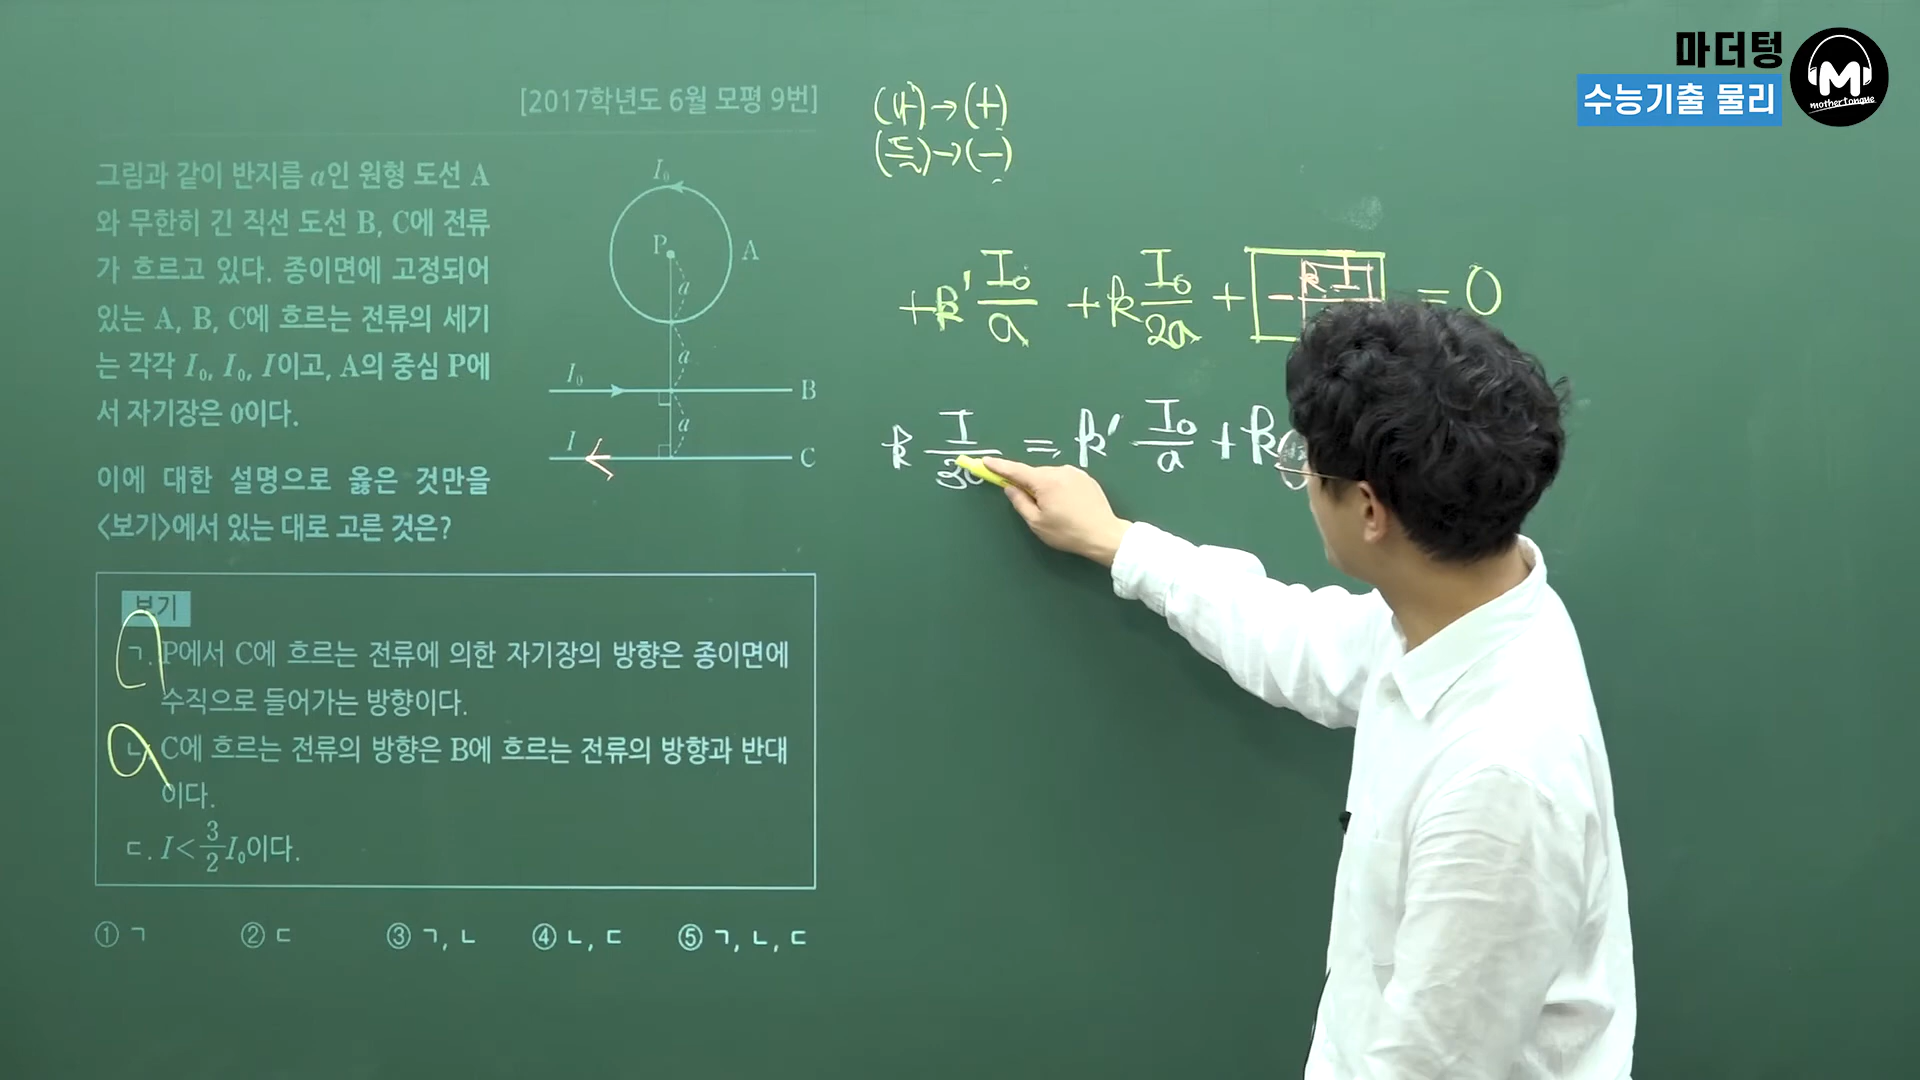 마더텅
수능기출 물리
M
mothertongue
[2017학년도 6월 모평 9번]
그림과 같이 반지름 a인 원형 도선 A
와 무한히 긴 직선 도선 B, C에 전류
가 흐르고 있다. 종이면에 고정되어
있는 A, B, C에 흐르는 전류의 세기
는 각각 I₀, I₀, I이고, A의 중심 P에
서 자기장은 0이다.
이에 대한 설명으로 옳은 것만을
<보기>에서 있는 대로 고른 것은?
I₀
P
A
a
a
I₀
B
a
I
C
보기
ㄱ. P에서 C에 흐르는 전류에 의한 자기장의 방향은 종이면에
수직으로 들어가는 방향이다.
ㄴ. C에 흐르는 전류의 방향은 B에 흐르는 전류의 방향과 반대
이다.
ㄷ. I < 3/2 I₀이다.
① ㄱ ② ㄷ ③ ㄱ, ㄴ ④ ㄴ, ㄷ ⑤ ㄱ, ㄴ, ㄷ
(나)→(+)
(들)→(−)
+k' I₀/a + k I₀/2a + − k I = 0
k I/3a = k' I₀/a + k